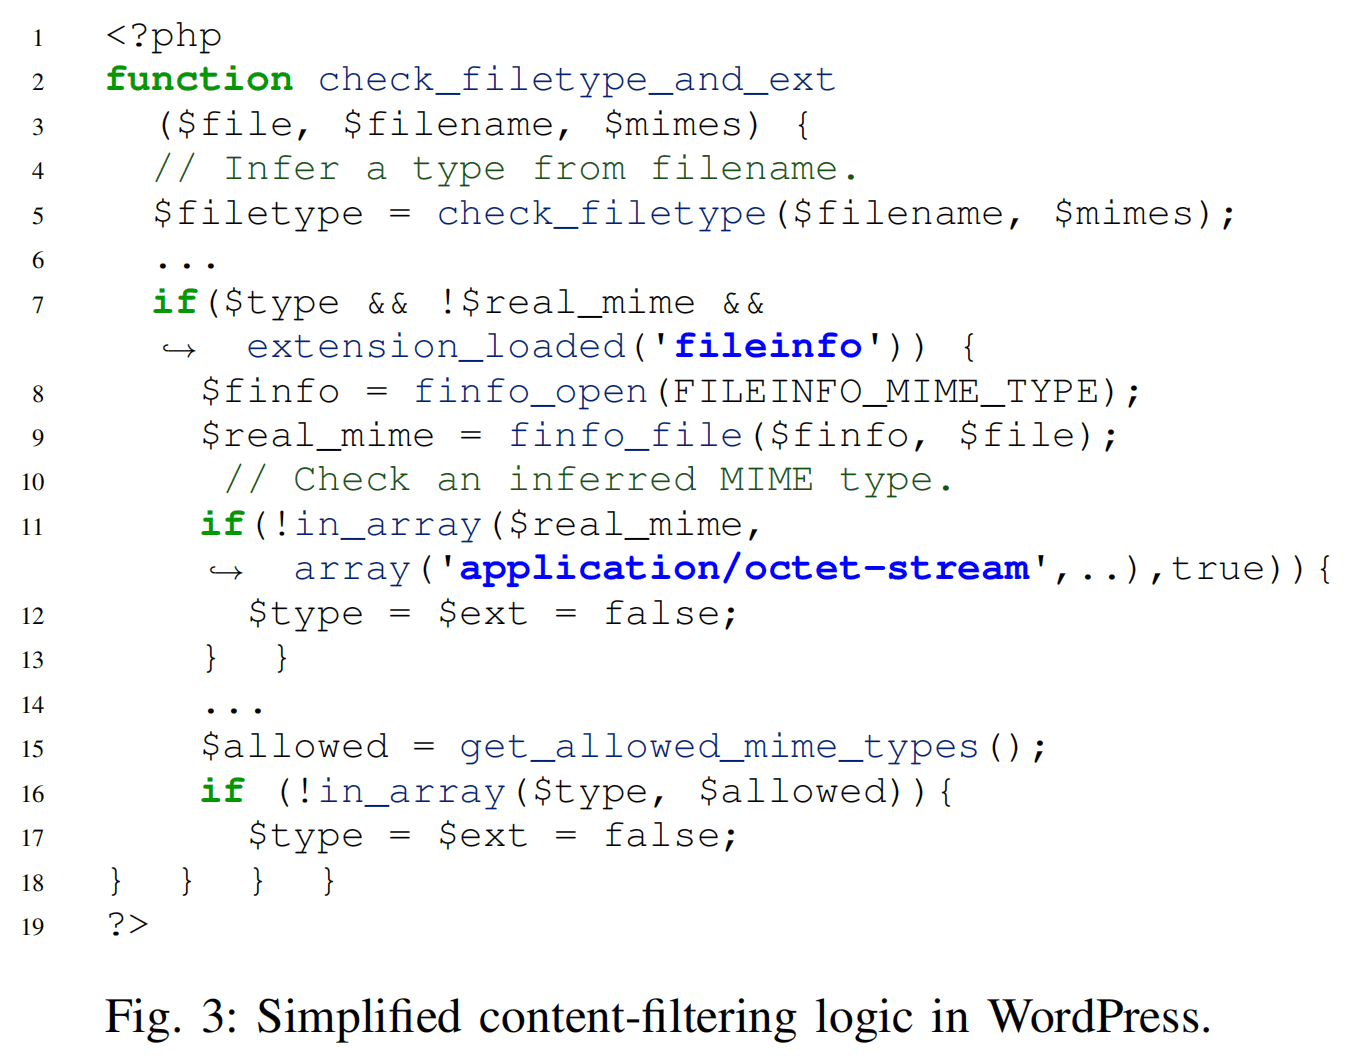 1 <?php
2 function check_filetype_and_ext
3 ($file, $filename, $mimes) {
4 // Infer a type from filename.
5 $filetype = check_filetype($filename, $mimes);
6 ...
7 if($type && !$real_mime &&
↪ extension_loaded('fileinfo')) {
8 $finfo = finfo_open(FILEINFO_MIME_TYPE);
9 $real_mime = finfo_file($finfo, $file);
10 // Check an inferred MIME type.
11 if(!in_array($real_mime,
↪ array('application/octet-stream',..),true)){
12 $type = $ext = false;
13 } }
14 ...
15 $allowed = get_allowed_mime_types();
16 if (!in_array($type, $allowed)){
17 $type = $ext = false;
18 } } } }
19 ?>
Fig. 3: Simplified content-filtering logic in WordPress.